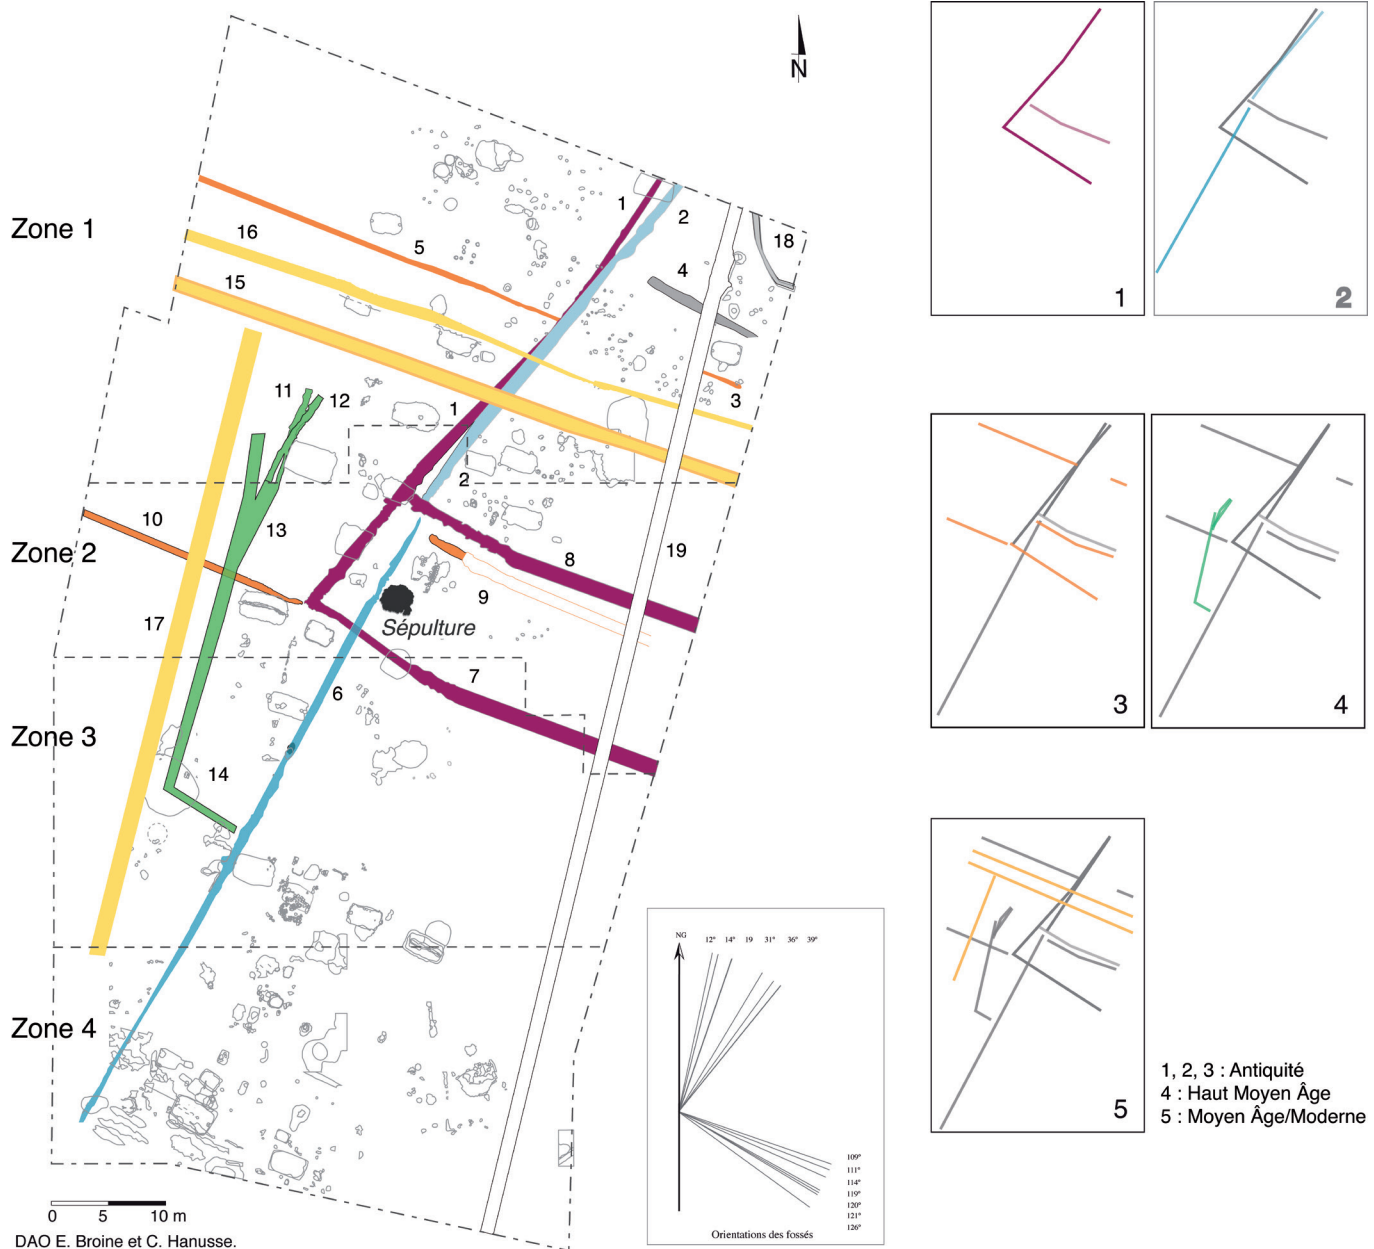 N
Zone 1
1
2
18
16
5
4
15
3
11
12
1
2
10
13
8
19
Zone 2
9
17
Sépulture
7
6
Zone 3
14
Zone 4
0 5 10 m
DAO E. Broine et C. Hanusse.
NG 12° 14° 19 31° 36° 39°
109°
111°
114°
119°
120°
121°
126°
Orientations des fossés
1
2
3
4
5
1, 2, 3 : Antiquité
4 : Haut Moyen Âge
5 : Moyen Âge/Moderne